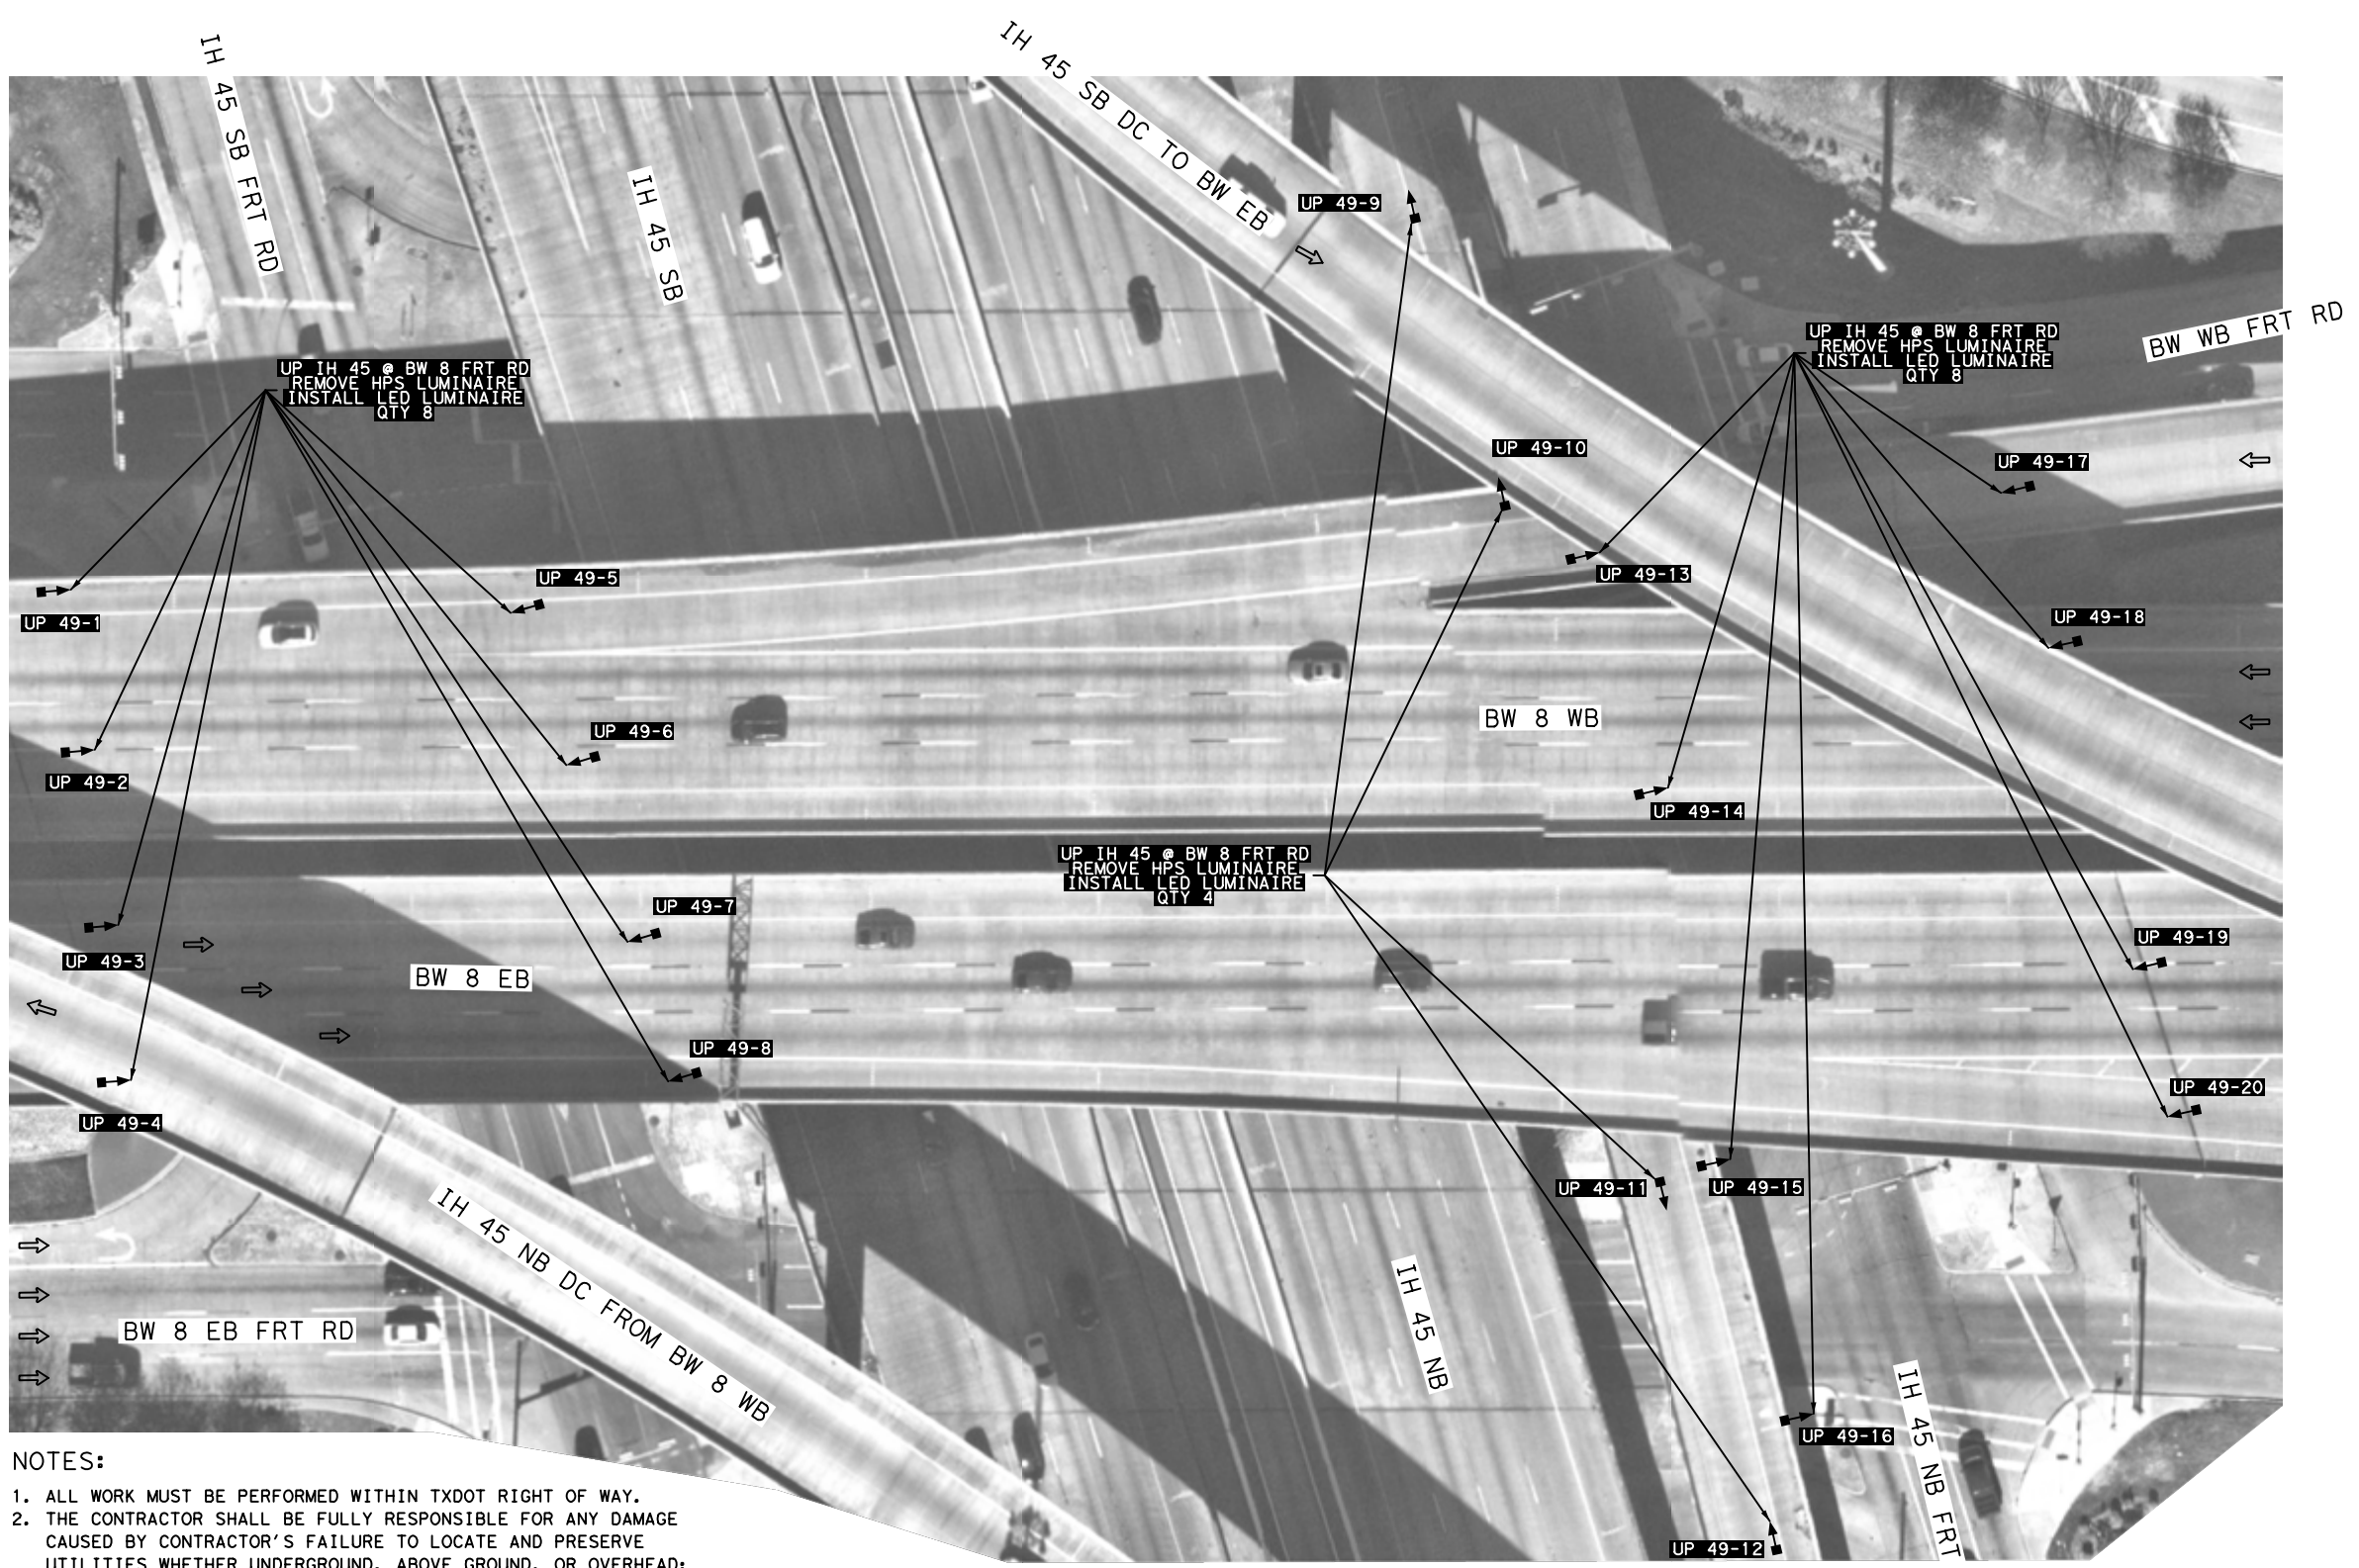 IH 45 SB FRT RD
IH 45 SB
IH 45 SB DC TO BW EB
UP 49-9
BW WB FRT RD
UP IH 45 @ BW 8 FRT RD
REMOVE HPS LUMINAIRE
INSTALL LED LUMINAIRE
QTY 8
UP IH 45 @ BW 8 FRT RD
REMOVE HPS LUMINAIRE
INSTALL LED LUMINAIRE
QTY 8
UP 49-10
UP 49-17
UP 49-5
UP 49-13
UP 49-1
UP 49-18
UP 49-6
BW 8 WB
UP 49-2
UP 49-14
UP IH 45 @ BW 8 FRT RD
REMOVE HPS LUMINAIRE
INSTALL LED LUMINAIRE
QTY 4
UP 49-7
UP 49-19
UP 49-3
BW 8 EB
UP 49-8
UP 49-20
UP 49-4
UP 49-11
UP 49-15
IH 45 NB DC FROM BW 8 WB
IH 45 NB
BW 8 EB FRT RD
UP 49-16
IH 45 NB FRT
UP 49-12
NOTES:
1. ALL WORK MUST BE PERFORMED WITHIN TXDOT RIGHT OF WAY.
2. THE CONTRACTOR SHALL BE FULLY RESPONSIBLE FOR ANY DAMAGE
CAUSED BY CONTRACTOR'S FAILURE TO LOCATE AND PRESERVE
UTILITIES WHETHER UNDERGROUND, ABOVE GROUND, OR OVERHEAD;